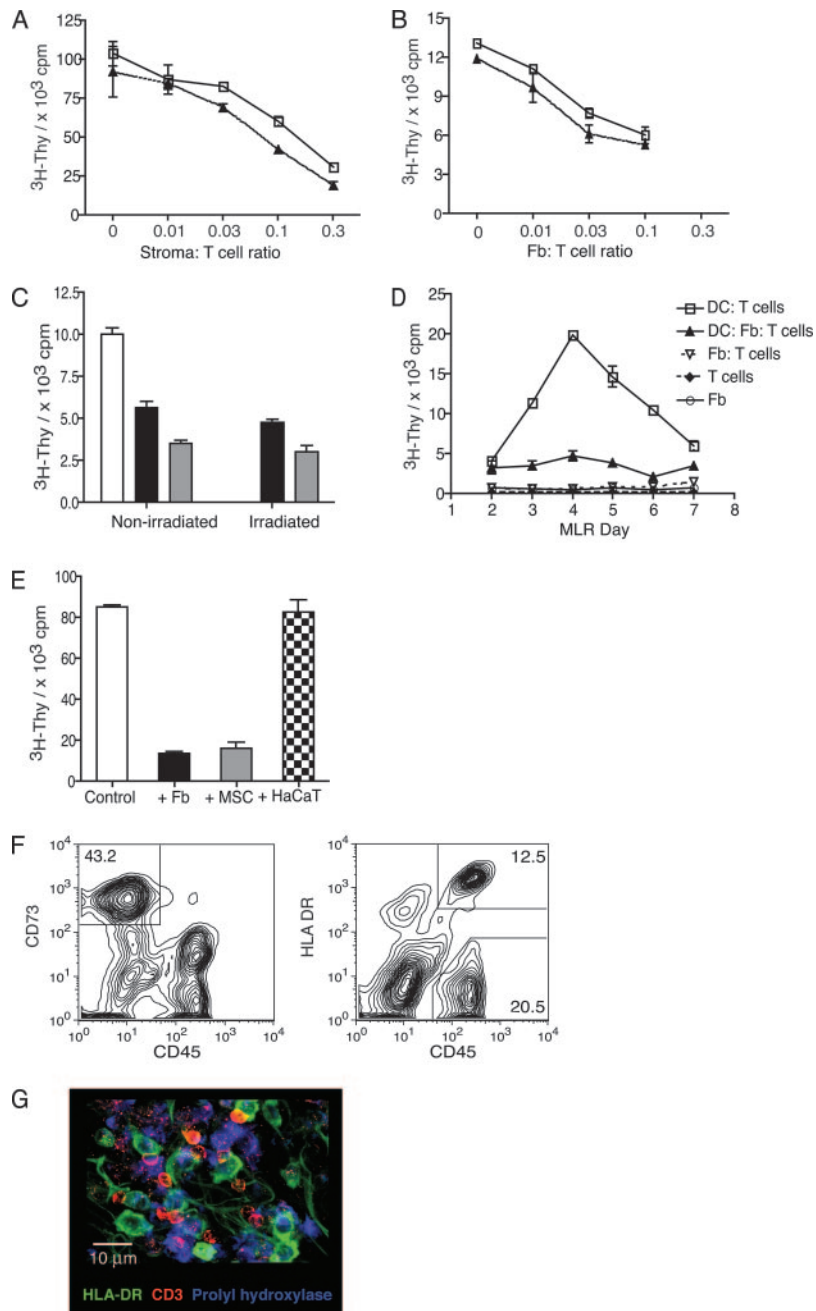 A
³H-Thy / x 10³ cpm
125
100
75
50
25
0
0 0.01 0.03 0.1 0.3
Stroma: T cell ratio
B
³H-Thy / x 10³ cpm
15
12
9
6
3
0
0 0.01 0.03 0.1 0.3
Fb: T cell ratio
C
³H-Thy / x 10³ cpm
12.5
10.0
7.5
5.0
2.5
0.0
Non-irradiated Irradiated
D
³H-Thy / x 10³ cpm
25
20
15
10
5
0
1 2 3 4 5 6 7 8
MLR Day
DC: T cells
DC: Fb: T cells
Fb: T cells
T cells
Fb
E
³H-Thy / x 10³ cpm
100
80
60
40
20
0
Control + Fb + MSC + HaCaT
F
CD73
10⁴
10³
10²
10¹
10⁰
43.2
10⁰ 10¹ 10² 10³ 10⁴
CD45
HLA DR
10⁴
10³
10²
10¹
10⁰
12.5
20.5
10⁰ 10¹ 10² 10³ 10⁴
CD45
G
10 μm
HLA-DR CD3 Prolyl hydroxylase